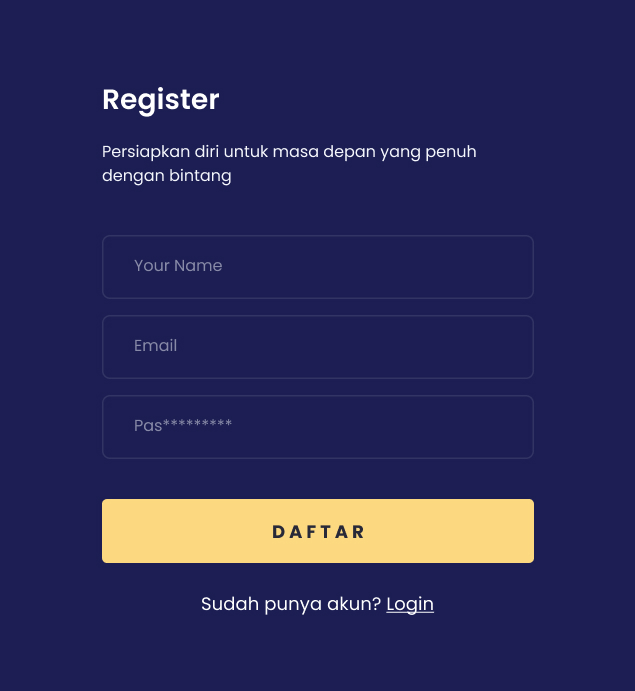 Register
Persiapkan diri untuk masa depan yang penuh
dengan bintang
Your Name
Email
Pas*********
DAFTAR
Sudah punya akun? Login